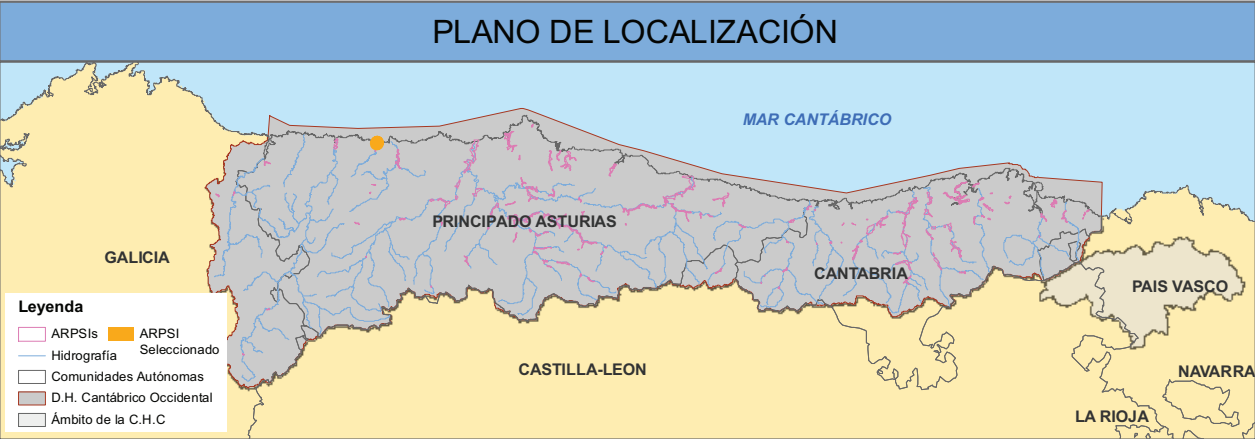 PLANO DE LOCALIZACIÓN
MAR CANTÁBRICO
PRINCIPADO ASTURIAS
GALICIA
CANTABRIA
PAIS VASCO
CASTILLA-LEON
NAVARRA
LA RIOJA
Leyenda
ARPSIs
ARPSI
Seleccionado
Hidrografía
Comunidades Autónomas
D.H. Cantábrico Occidental
Ámbito de la C.H.C